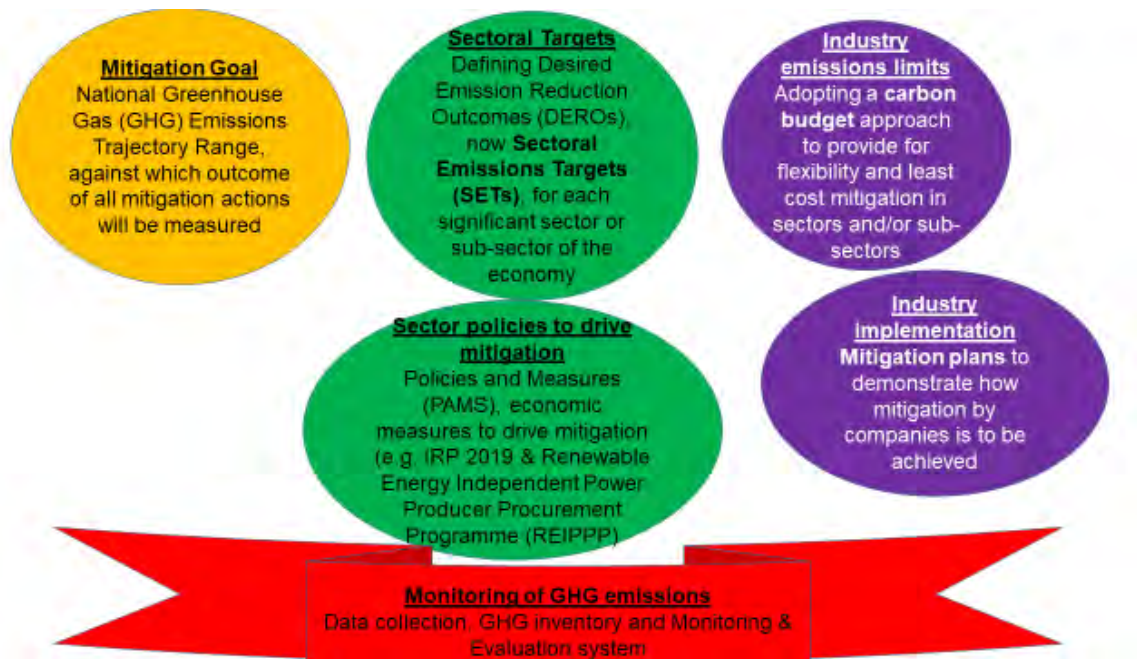 Mitigation Goal
National Greenhouse
Gas (GHG) Emissions
Trajectory Range,
against which outcome
of all mitigation actions
will be measured
Sectoral Targets
Defining Desired
Emission Reduction
Outcomes (DEROs),
now Sectoral
Emissions Targets
(SETs), for each
significant sector or
sub-sector of the
economy
Industry
emissions limits
Adopting a carbon
budget approach
to provide for
flexibility and least
cost mitigation in
sectors and/or sub-
sectors
Sector policies to drive
mitigation
Policies and Measures
(PAMS), economic
measures to drive mitigation
(e.g. IRP 2019 & Renewable
Energy Independent Power
Producer Procurement
Programme (REIPPP)
Industry
implementation
Mitigation plans to
demonstrate how
mitigation by
companies is to be
achieved
Monitoring of GHG emissions
Data collection, GHG inventory and Monitoring &
Evaluation system